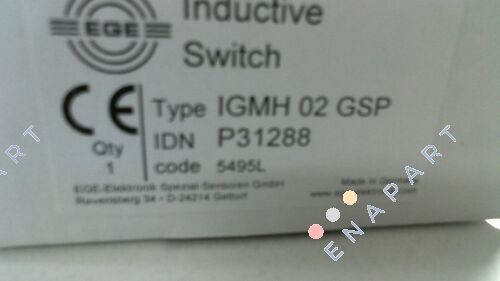 EGE
Inductive
Switch
CE
Type IGMH 02 GSP
IDN P31288
Qty
1
code 5495L
EGE-Elektronik Spezial-Sensoren GmbH
Ravensberg 34 • D-24214 Gettorf
Made in Germany
ENAPART
APART